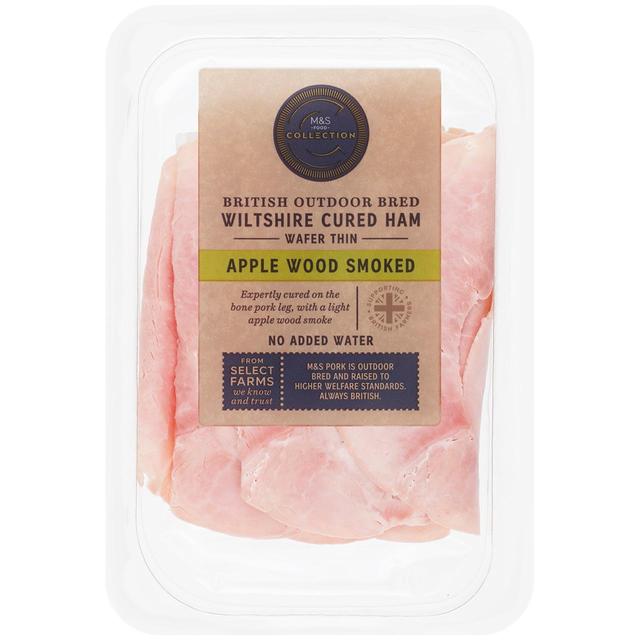 M&S
-FOOD-
COLLECTION
BRITISH OUTDOOR BRED
WILTSHIRE CURED HAM
WAFER THIN
APPLE WOOD SMOKED
Expertly cured on the
bone pork leg, with a light
apple wood smoke
SUPPORTING
BRITISH FARMERS
NO ADDED WATER
FROM
SELECT
FARMS
we know
and trust
M&S PORK IS OUTDOOR
BRED AND RAISED TO
HIGHER WELFARE STANDARDS.
ALWAYS BRITISH.